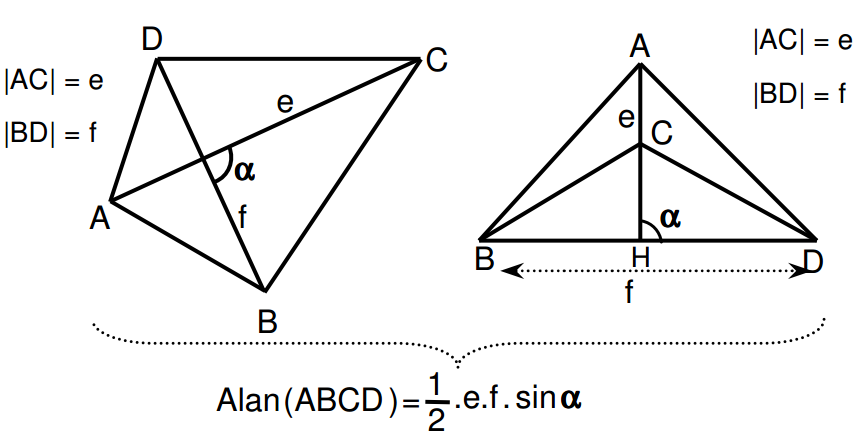 D
C
|AC| = e
|BD| = f
e
α
A
f
B
A
|AC| = e
|BD| = f
e
C
α
B
H
D
f
Alan(ABCD)=1/2.e.f.sinα